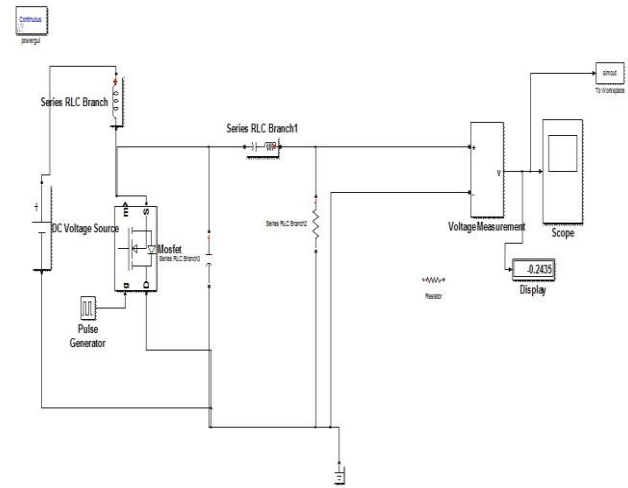 Continuous
powergui
simout
To Workspace
Series RLC Branch
Series RLC Branch1
+
-
v
Voltage Measurement
Scope
+
DC Voltage Source
m
S
Mosfet
Series RLC Branch3
g
D
Series RLC Branch2
-0.2435
Display
Resistor
Pulse
Generator